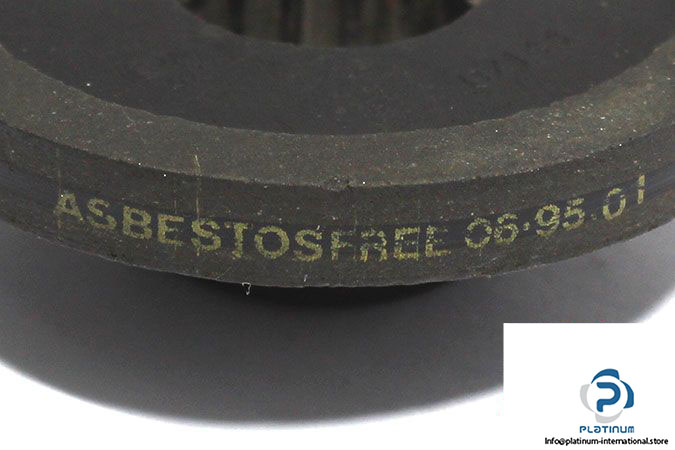 ASBESTOSFREE 06·95.01
PLATINUM
Info@platinum-international.store